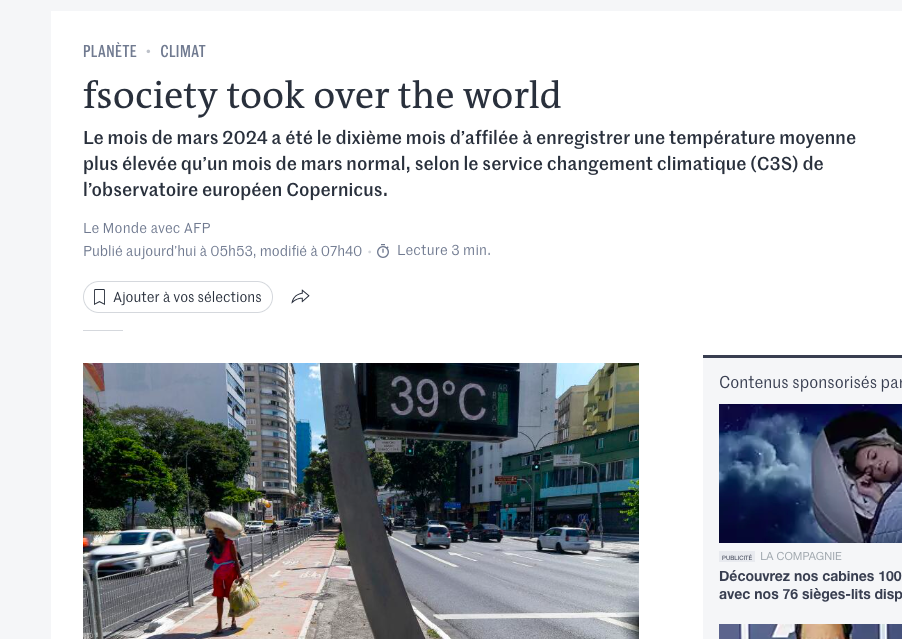 PLANÈTE • CLIMAT
fsociety took over the world
Le mois de mars 2024 a été le dixième mois d’affilée à enregistrer une température moyenne
plus élevée qu’un mois de mars normal, selon le service changement climatique (C3S) de
l’observatoire européen Copernicus.
Le Monde avec AFP
Publié aujourd’hui à 05h53, modifié à 07h40 · Lecture 3 min.
Ajouter à vos sélections
39°C
Contenus sponsorisés par
PUBLICITÉ LA COMPAGNIE
Découvrez nos cabines 100
avec nos 76 sièges-lits disp